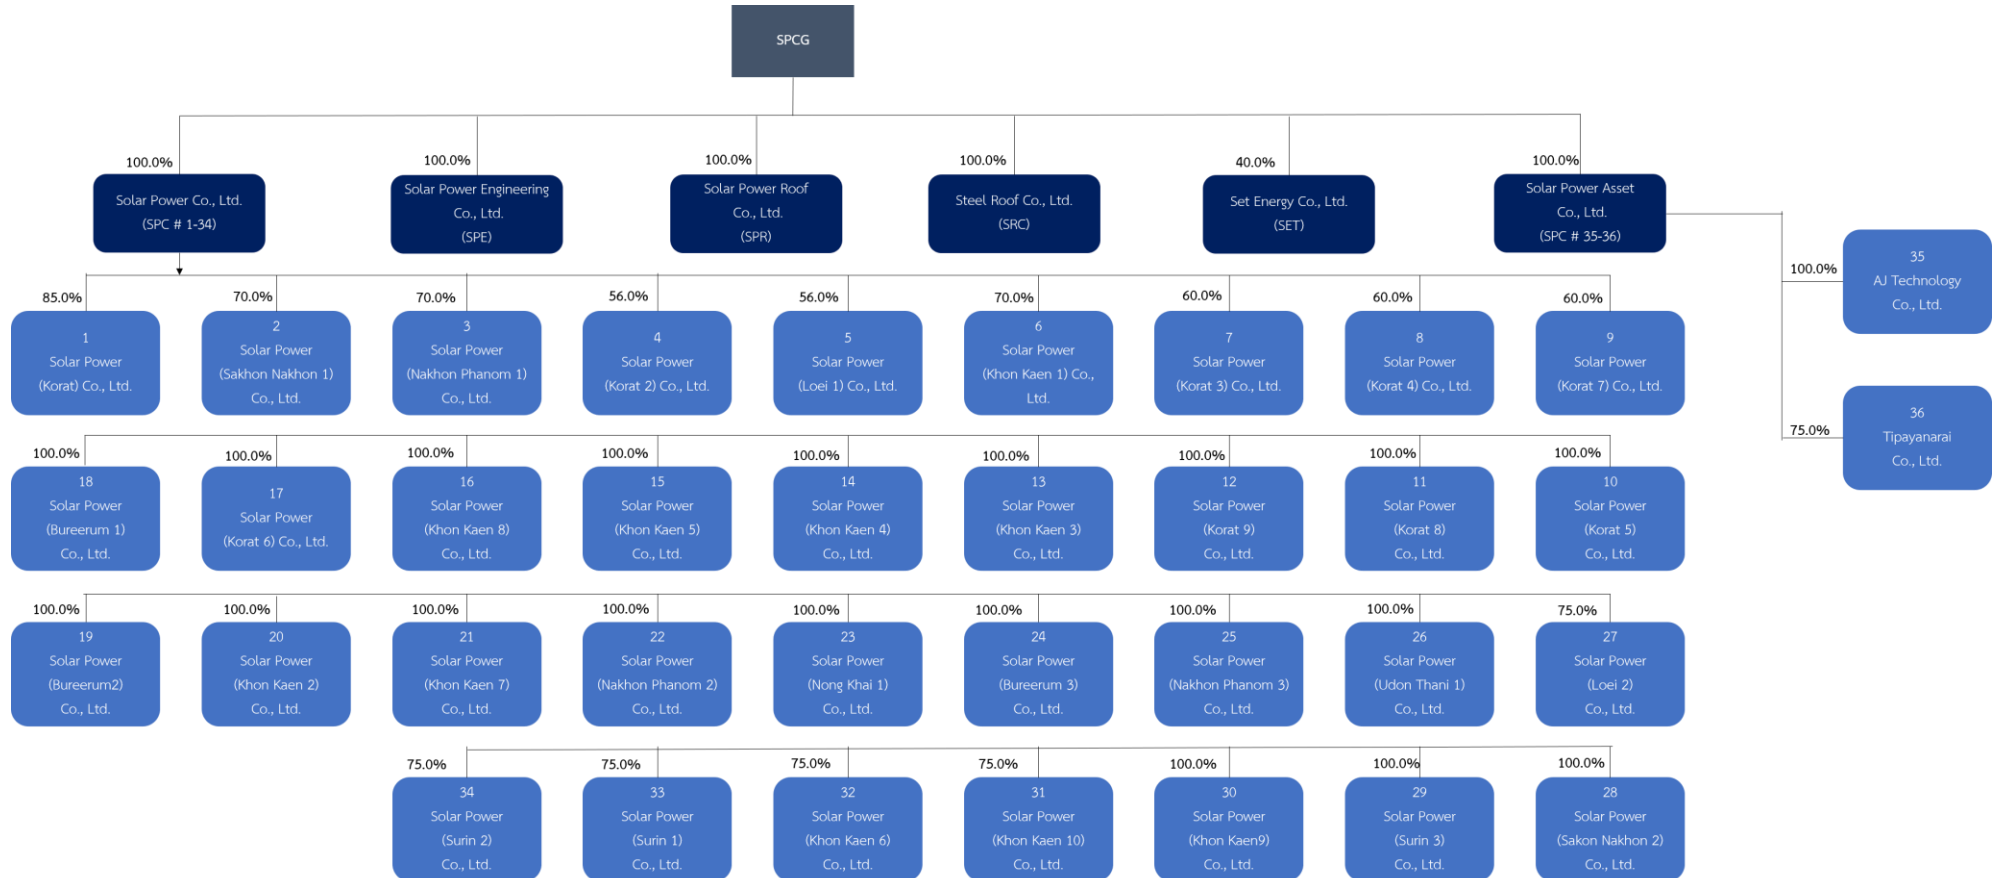 SPCG
100.0%
Solar Power Co., Ltd.
(SPC # 1-34)
100.0%
Solar Power Engineering
Co., Ltd.
(SPE)
100.0%
Solar Power Roof
Co., Ltd.
(SPR)
100.0%
Steel Roof Co., Ltd.
(SRC)
40.0%
Set Energy Co., Ltd.
(SET)
100.0%
Solar Power Asset
Co., Ltd.
(SPC # 35-36)
100.0%
35
AJ Technology
Co., Ltd.
75.0%
36
Tipayanarai
Co., Ltd.
85.0%
1
Solar Power
(Korat) Co., Ltd.
70.0%
2
Solar Power
(Sakhon Nakhon 1)
Co., Ltd.
70.0%
3
Solar Power
(Nakhon Phanom 1)
Co., Ltd.
56.0%
4
Solar Power
(Korat 2) Co., Ltd.
56.0%
5
Solar Power
(Loei 1) Co., Ltd.
70.0%
6
Solar Power
(Khon Kaen 1) Co.,
Ltd.
60.0%
7
Solar Power
(Korat 3) Co., Ltd.
60.0%
8
Solar Power
(Korat 4) Co., Ltd.
60.0%
9
Solar Power
(Korat 7) Co., Ltd.
100.0%
18
Solar Power
(Bureerum 1)
Co., Ltd.
100.0%
17
Solar Power
(Korat 6) Co., Ltd.
100.0%
16
Solar Power
(Khon Kaen 8)
Co., Ltd.
100.0%
15
Solar Power
(Khon Kaen 5)
Co., Ltd.
100.0%
14
Solar Power
(Khon Kaen 4)
Co., Ltd.
100.0%
13
Solar Power
(Khon Kaen 3)
Co., Ltd.
100.0%
12
Solar Power
(Korat 9)
Co., Ltd.
100.0%
11
Solar Power
(Korat 8)
Co., Ltd.
100.0%
10
Solar Power
(Korat 5)
Co., Ltd.
100.0%
19
Solar Power
(Bureerum2)
Co., Ltd.
100.0%
20
Solar Power
(Khon Kaen 2)
Co., Ltd.
100.0%
21
Solar Power
(Khon Kaen 7)
Co., Ltd.
100.0%
22
Solar Power
(Nakhon Phanom 2)
Co., Ltd.
100.0%
23
Solar Power
(Nong Khai 1)
Co., Ltd.
100.0%
24
Solar Power
(Bureerum 3)
Co., Ltd.
100.0%
25
Solar Power
(Nakhon Phanom 3)
Co., Ltd.
100.0%
26
Solar Power
(Udon Thani 1)
Co., Ltd.
75.0%
27
Solar Power
(Loei 2)
Co., Ltd.
75.0%
34
Solar Power
(Surin 2)
Co., Ltd.
75.0%
33
Solar Power
(Surin 1)
Co., Ltd.
75.0%
32
Solar Power
(Khon Kaen 6)
Co., Ltd.
75.0%
31
Solar Power
(Khon Kaen 10)
Co., Ltd.
100.0%
30
Solar Power
(Khon Kaen9)
Co., Ltd.
100.0%
29
Solar Power
(Surin 3)
Co., Ltd.
100.0%
28
Solar Power
(Sakon Nakhon 2)
Co., Ltd.